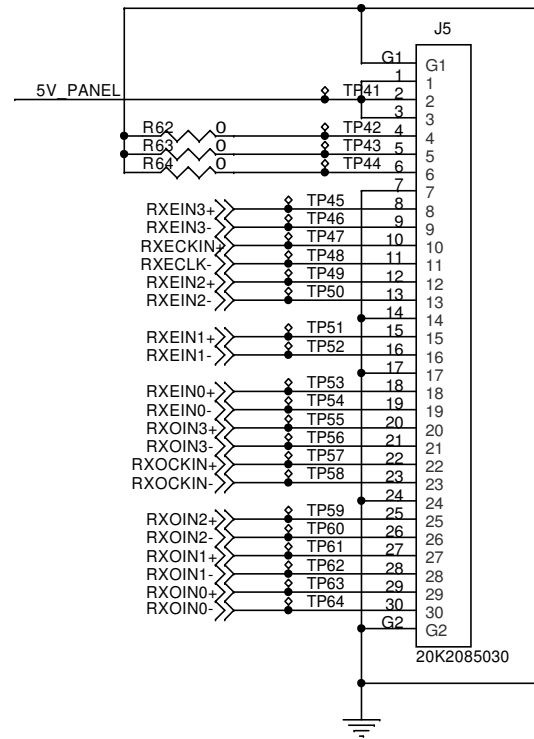 J5
G1 G1
1 1
5V_PANEL TP41 2 2
3 3
R62 0 TP42 4 4
R63 0 TP43 5 5
R64 0 TP44 6 6
7 7
RXEIN3+ TP45 8 8
RXEIN3- TP46 9 9
RXECKIN+ TP47 10 10
RXECLK- TP48 11 11
RXEIN2+ TP49 12 12
RXEIN2- TP50 13 13
14 14
RXEIN1+ TP51 15 15
RXEIN1- TP52 16 16
17 17
RXEIN0+ TP53 18 18
RXEIN0- TP54 19 19
RXOIN3+ TP55 20 20
RXOIN3- TP56 21 21
RXOCKIN+ TP57 22 22
RXOCKIN- TP58 23 23
24 24
RXOIN2+ TP59 25 25
RXOIN2- TP60 26 26
RXOIN1+ TP61 27 27
RXOIN1- TP62 28 28
RXOIN0+ TP63 29 29
RXOIN0- TP64 30 30
G2 G2
20K2085030